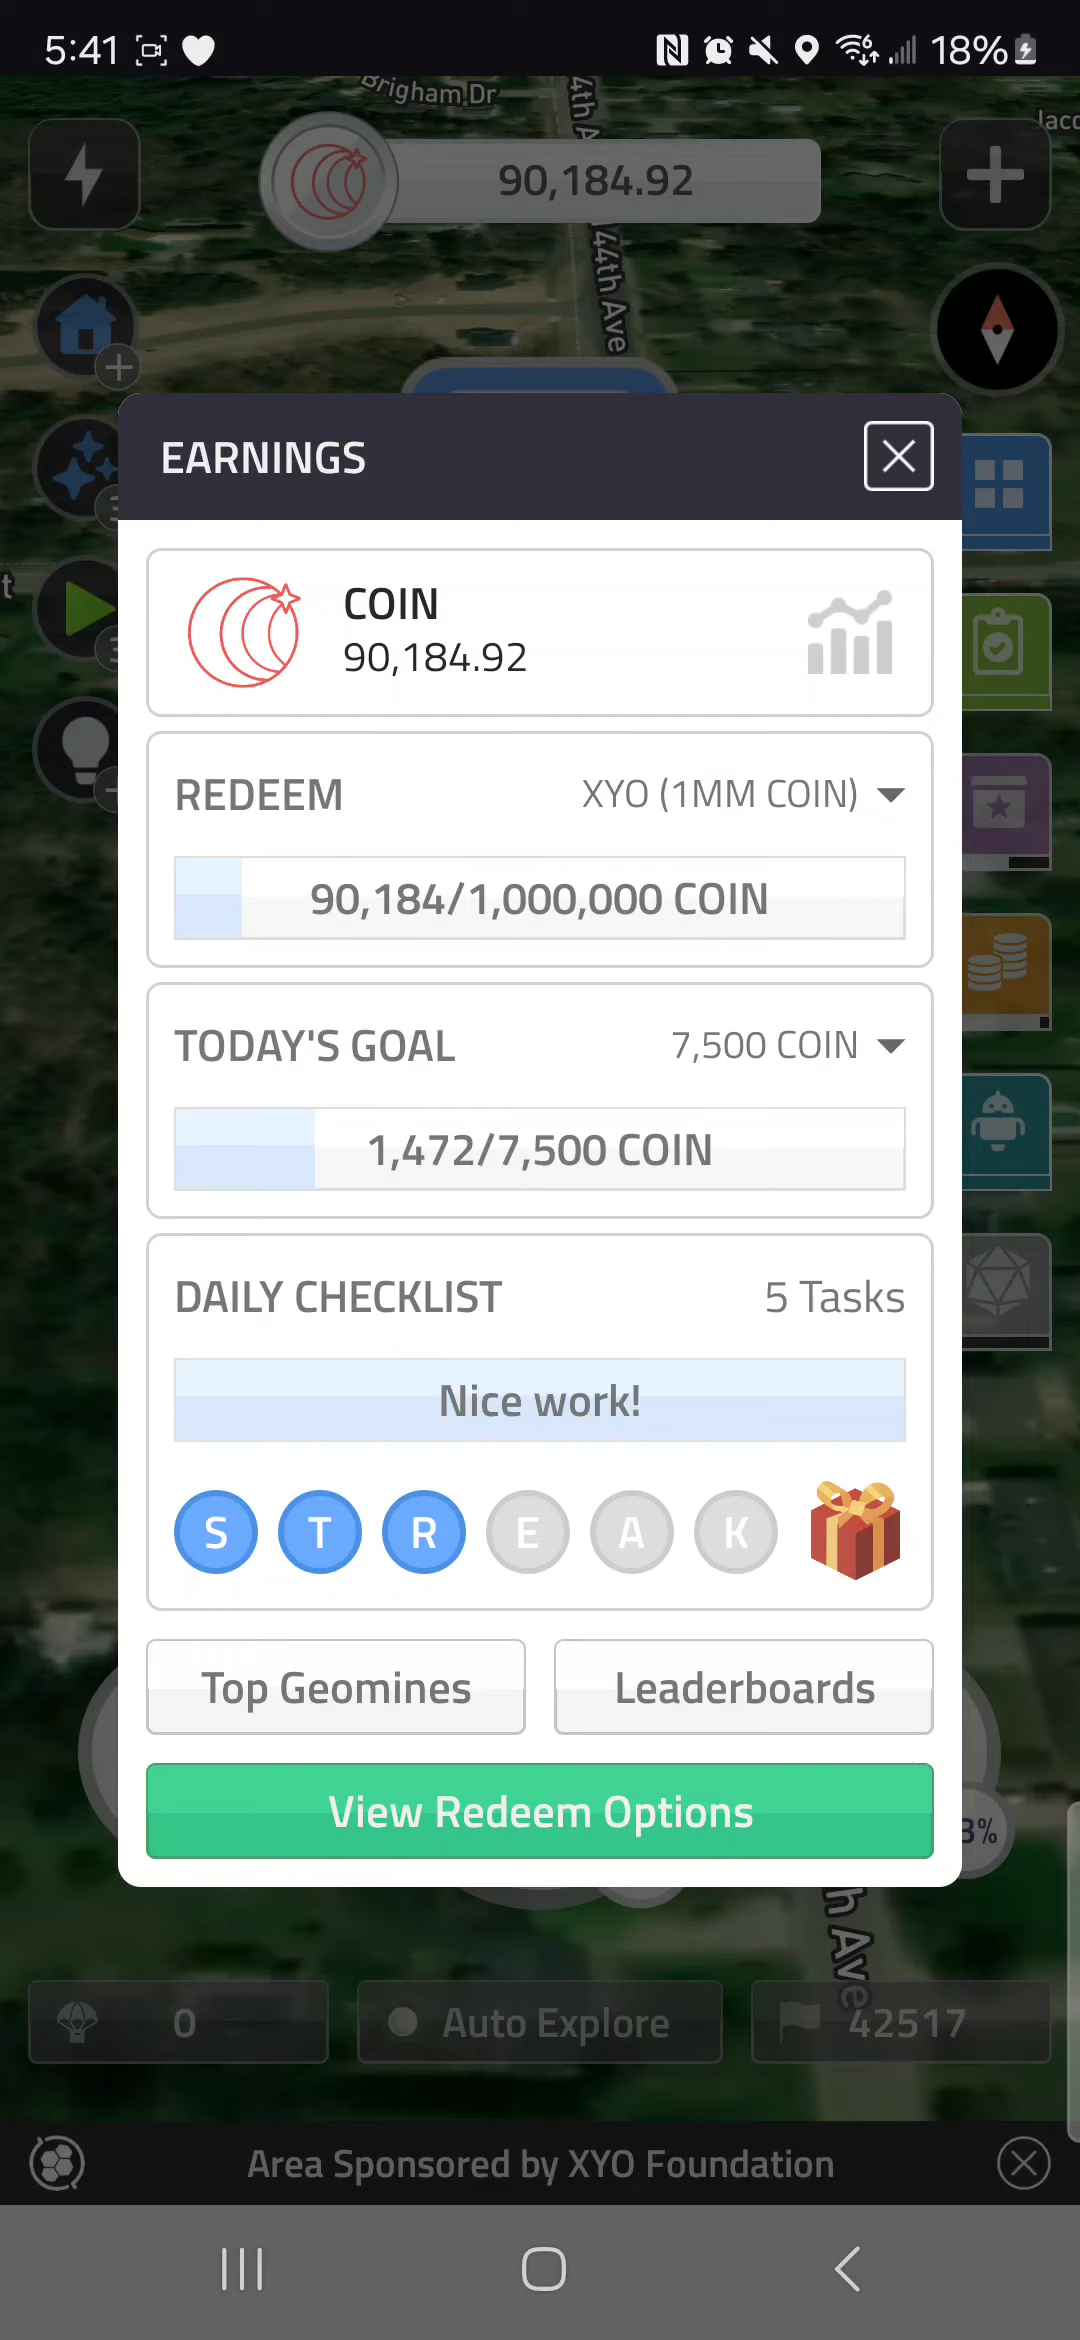 5:41
18%
Brigham Dr
4th A
Jaco
90,184.92
44th Ave
EARNINGS
COIN
90,184.92
t
REDEEM
XYO (1MM COIN)
90,184/1,000,000 COIN
TODAY'S GOAL
7,500 COIN
1,472/7,500 COIN
DAILY CHECKLIST
5 Tasks
Nice work!
S T R E A K
Top Geomines
Leaderboards
View Redeem Options
3%
th Ave
0
Auto Explore
42517
Area Sponsored by XYO Foundation